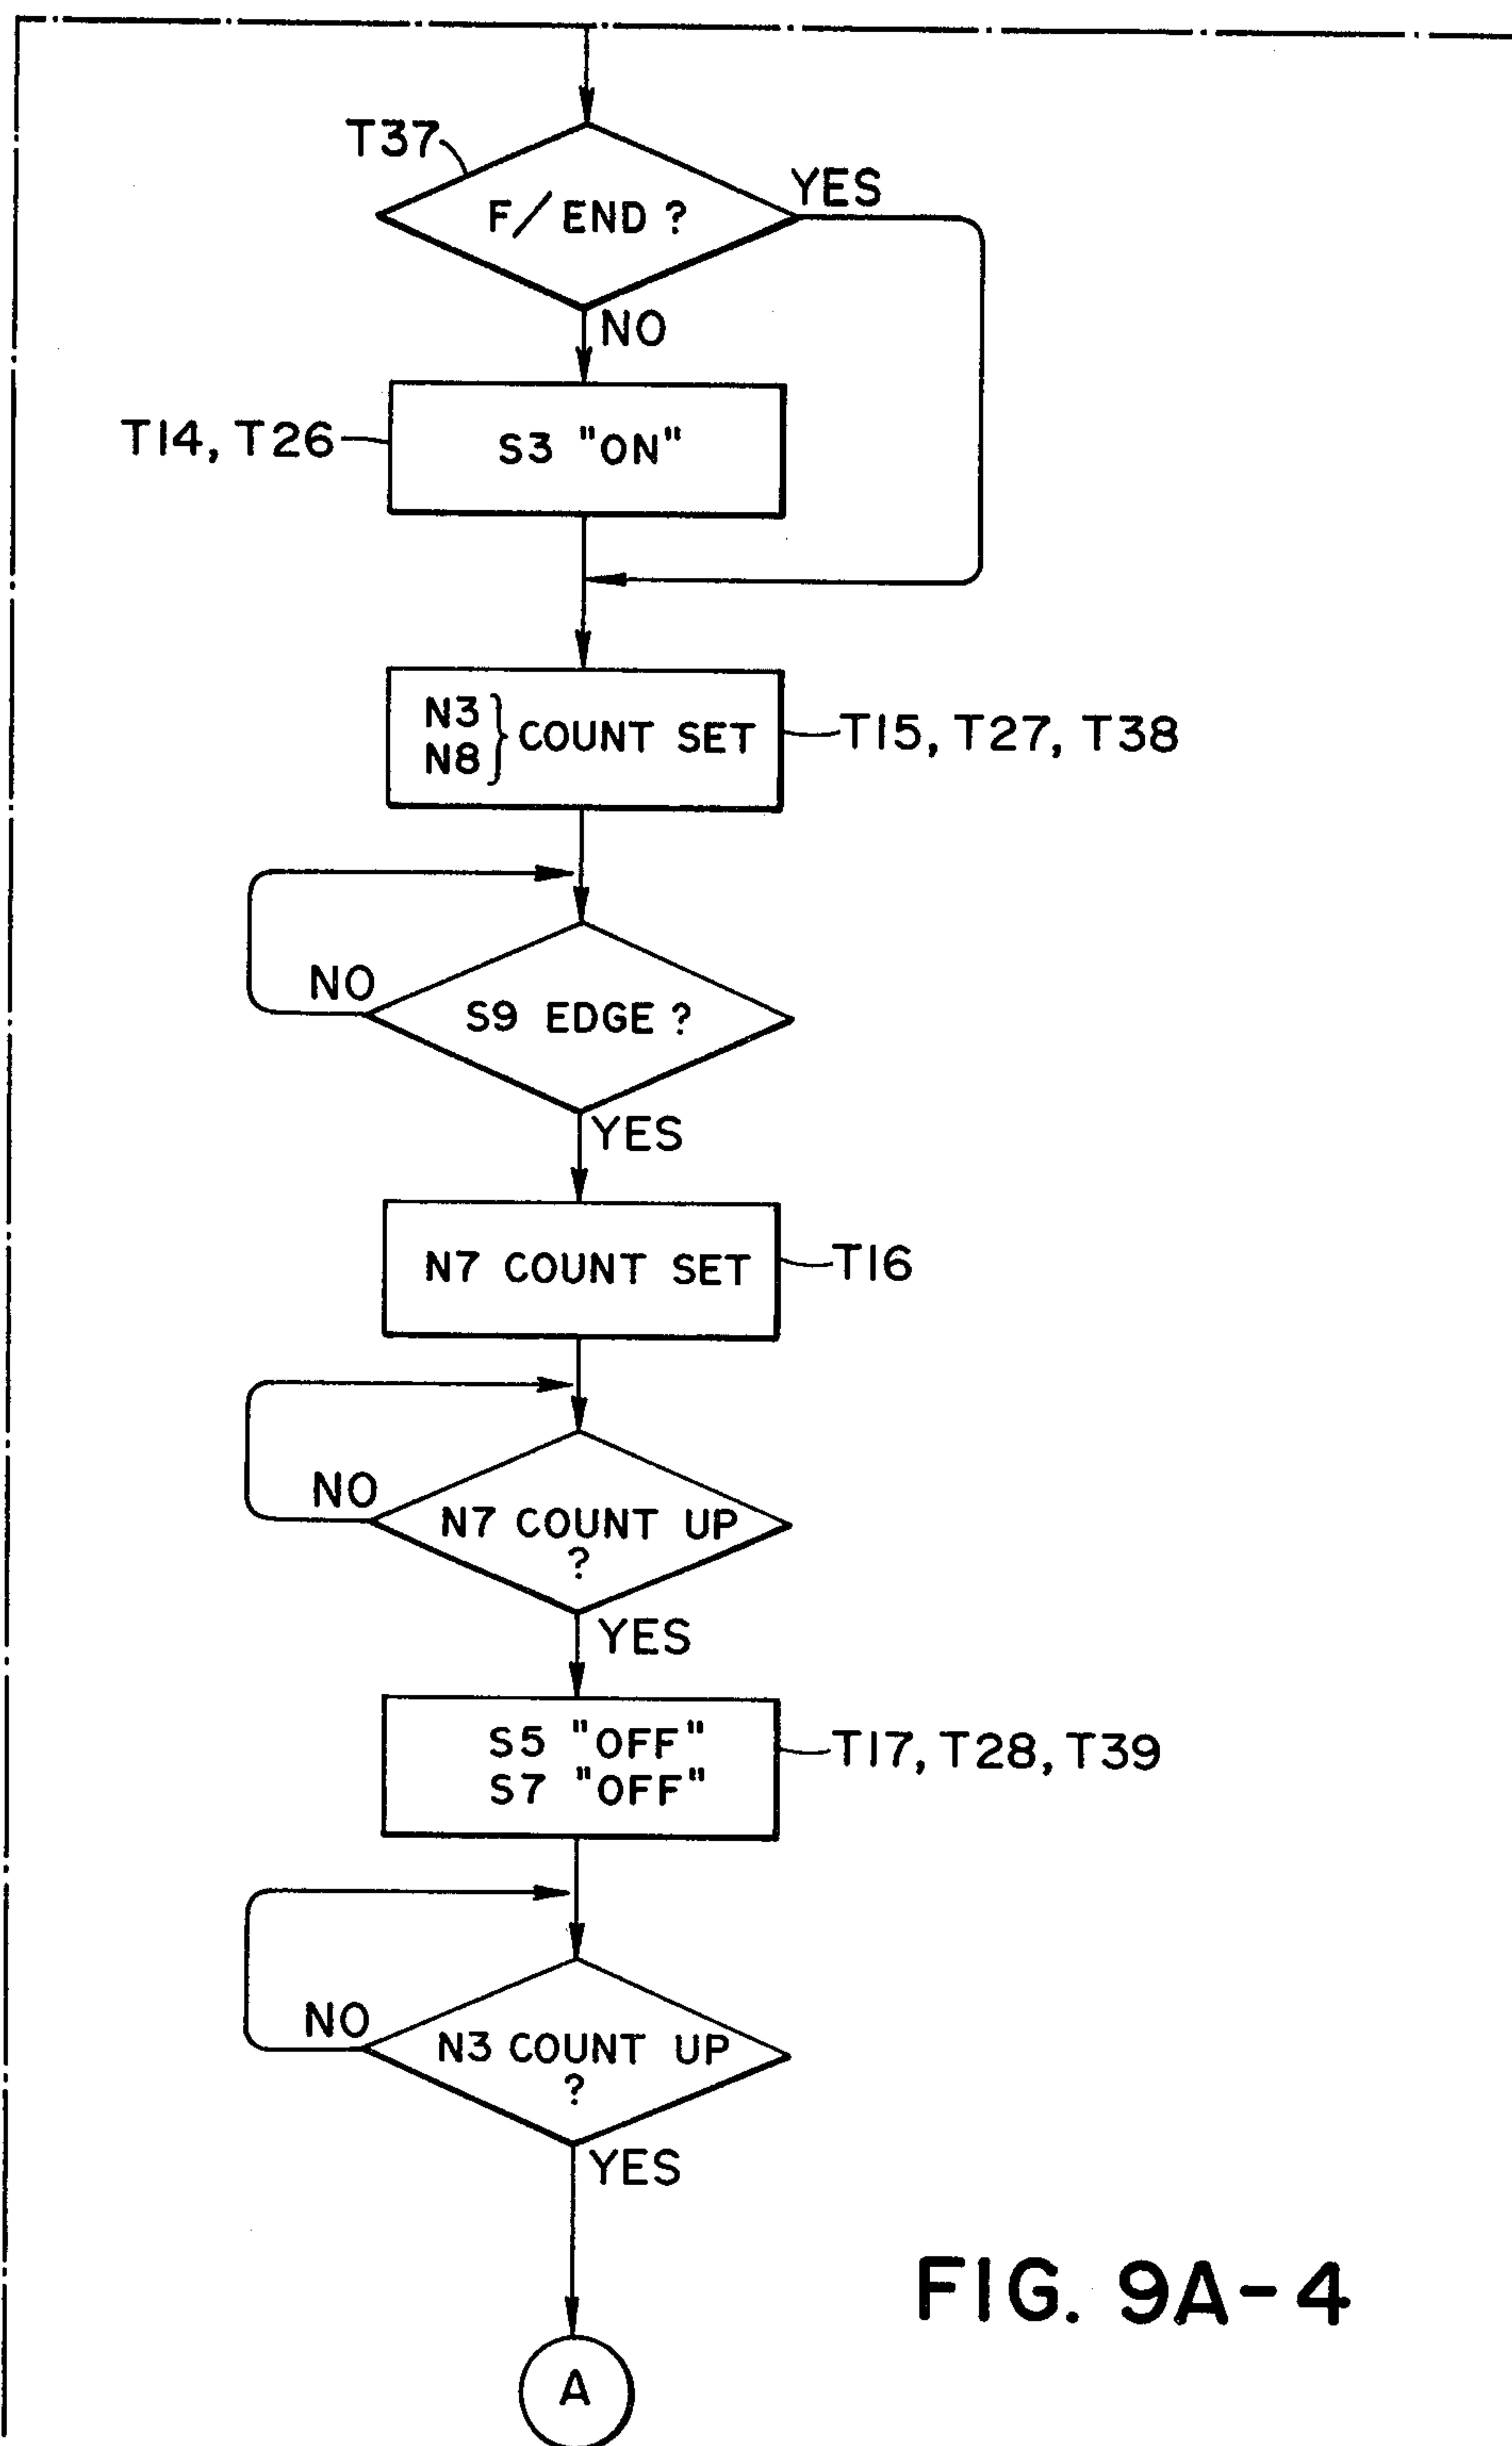 T37
F/END ?
YES
NO
T14, T26
S3 "ON"
N3
N8
} COUNT SET
T15, T27, T38
NO
S9 EDGE ?
YES
N7 COUNT SET
T16
NO
N7 COUNT UP
?
YES
S5 "OFF"
S7 "OFF"
T17, T28, T39
NO
N3 COUNT UP
?
YES
FIG. 9A-4
A